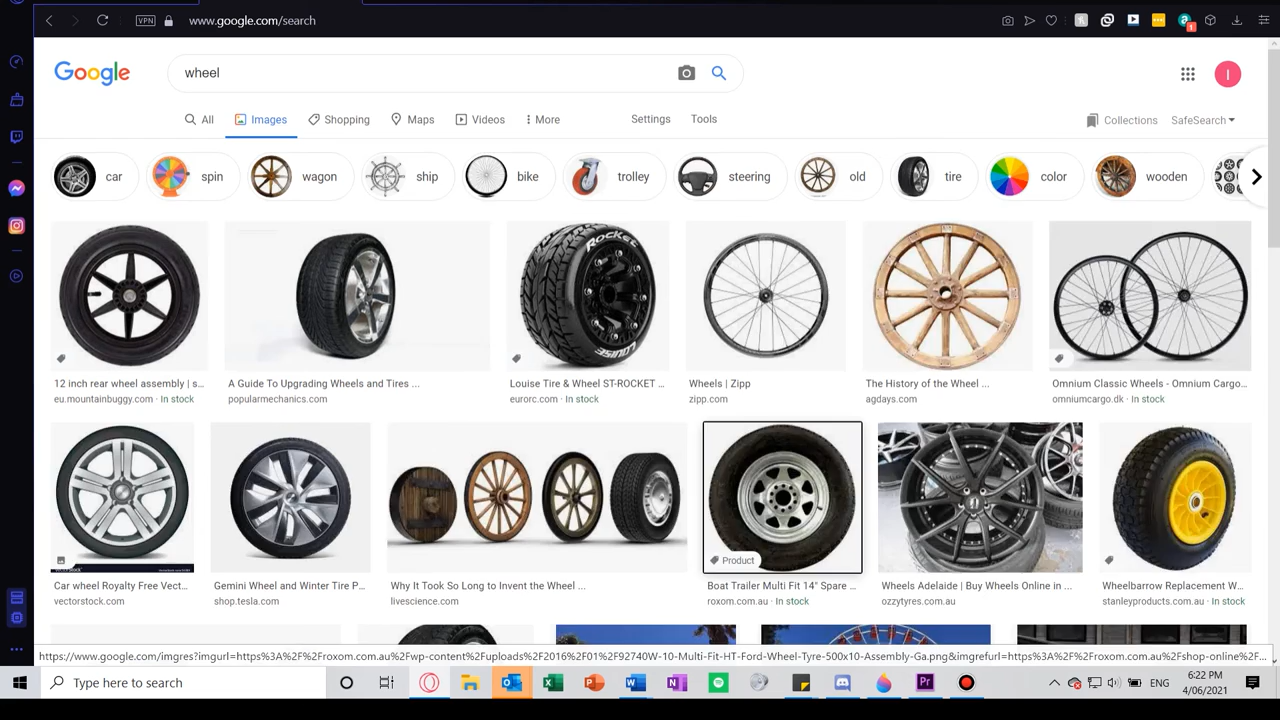 VPN www.google.com/search
Google wheel
All Images Shopping Maps Videos More Settings Tools Collections SafeSearch
car spin wagon ship bike trolley steering old tire color wooden
ROCKET
LOUISE
12 inch rear wheel assembly | s...
eu.mountainbuggy.com · In stock
A Guide To Upgrading Wheels and Tires ...
popularmechanics.com
Louise Tire & Wheel ST-ROCKET ...
eurorc.com · In stock
Wheels | Zipp
zipp.com
The History of the Wheel ...
agdays.com
Omnium Classic Wheels - Omnium Cargo...
omniumcargo.dk · In stock
Product
Car wheel Royalty Free Vect...
vectorstock.com
Gemini Wheel and Winter Tire P...
shop.tesla.com
Why It Took So Long to Invent the Wheel ...
livescience.com
Boat Trailer Multi Fit 14" Spare ...
roxom.com.au · In stock
Wheels Adelaide | Buy Wheels Online in ...
ozzytyres.com.au
Wheelbarrow Replacement W...
stanleyproducts.com.au · In stock
https://www.google.com/imgres?imgurl=https%3A%2F%2Froxom.com.au%2Fwp-content%2Fuploads%2F2016%2F01%2F92740W-10-Multi-Fit-HT-Ford-Wheel-Tyre-500x10-Assembly-Ga.png&imgrefurl=https%3A%2F%2Froxom.com.au%2Fshop-online%2F...
Type here to search
ENG
6:22 PM
4/06/2021